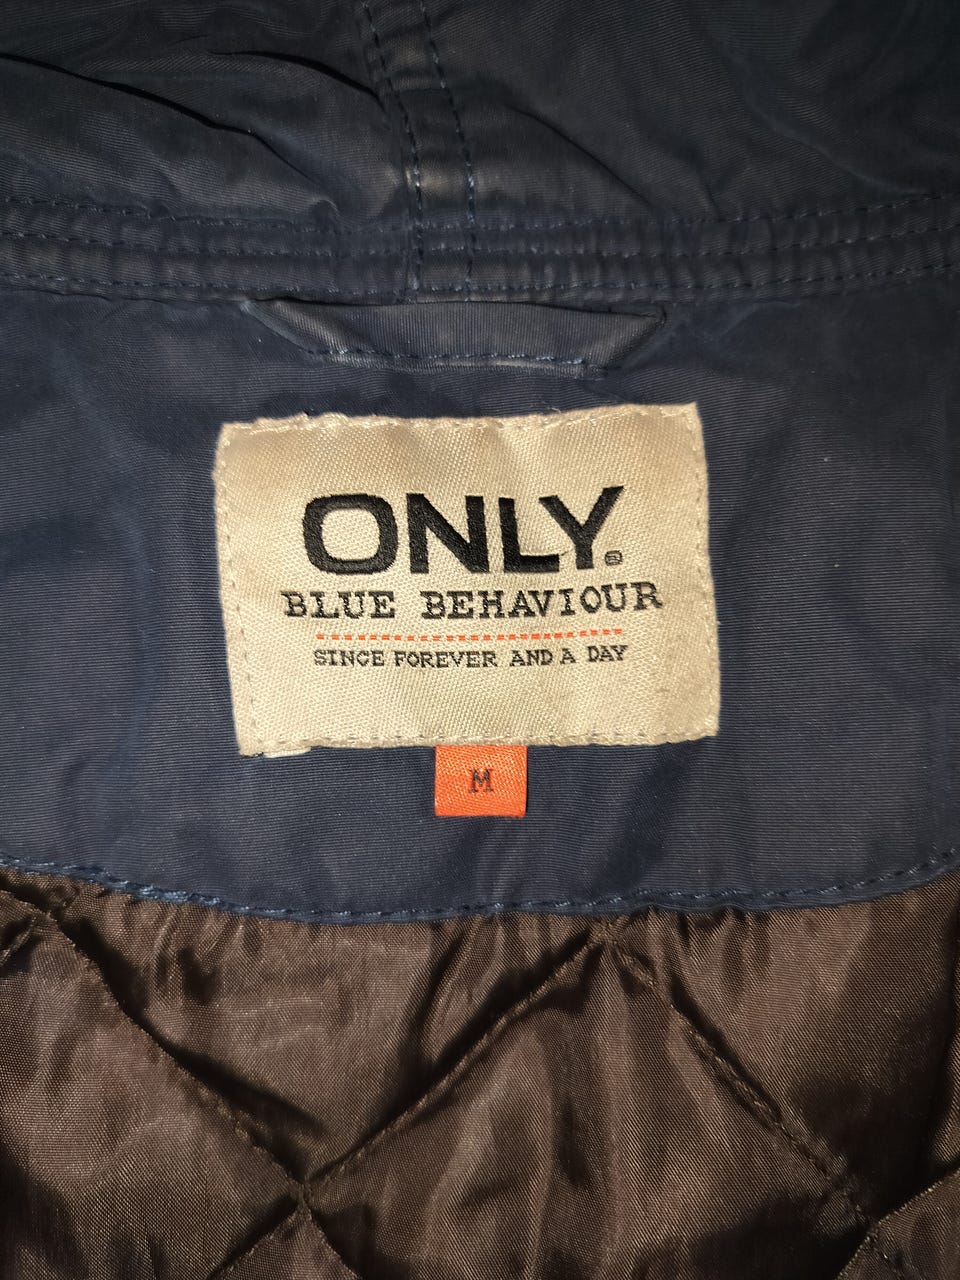 ONLY®
BLUE BEHAVIOUR
SINCE FOREVER AND A DAY
M